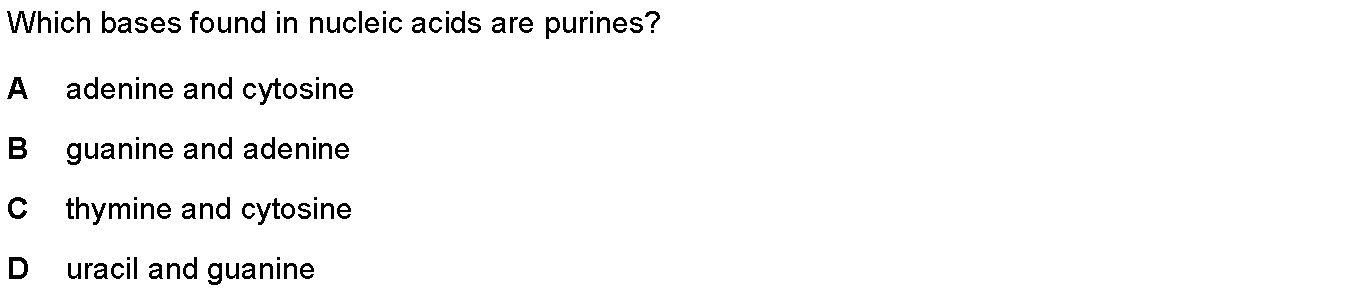 Which bases found in nucleic acids are purines?
A adenine and cytosine
B guanine and adenine
C thymine and cytosine
D uracil and guanine